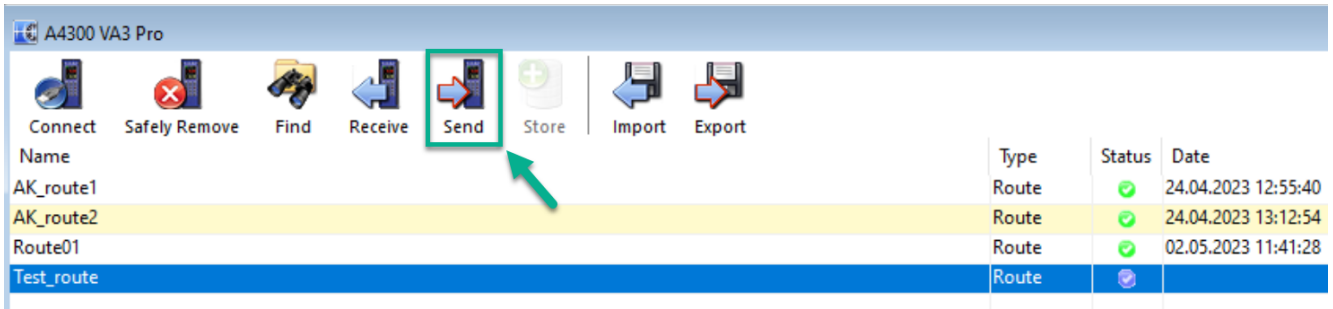 A4300 VA3 Pro
Connect Safely Remove Find Receive Send Store Import Export
Name Type Status Date
AK_route1 Route 24.04.2023 12:55:40
AK_route2 Route 24.04.2023 13:12:54
Route01 Route 02.05.2023 11:41:28
Test_route Route